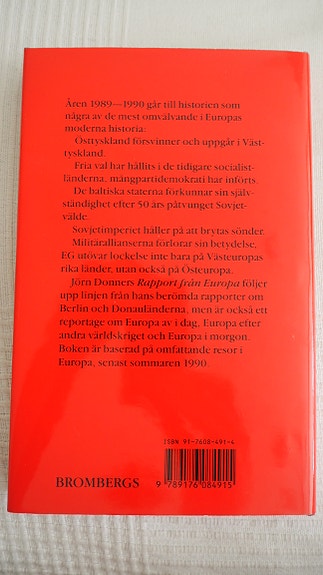 Åren 1989—1990 går till historien som
några av de mest omvälvande i Europas
moderna historia:
Östtyskland försvinner och uppgår i Väst-
tyskland.
Fria val har hållits i de tidigare socialist-
länderna, mångpartidemokrati har införts.
De baltiska staterna förkunnar sin själv-
ständighet efter 50 års påtvunget Sovjet-
välde.
Sovjetimperiet håller på att brytas sönder.
Militärallianserna förlorar sin betydelse,
EG utövar lockelse inte bara på Västeuropas
rika länder, utan också på Östeuropa.
Jörn Donners Rapport från Europa följer
upp linjen från hans berömda rapporter om
Berlin och Donauländerna, men är också ett
reportage om Europa av i dag, Europa efter
andra världskriget och Europa i morgon.
Boken är baserad på omfattande resor i
Europa, senast sommaren 1990.
ISBN 91-7608-491-4
BROMBERGS
9 789176 084915